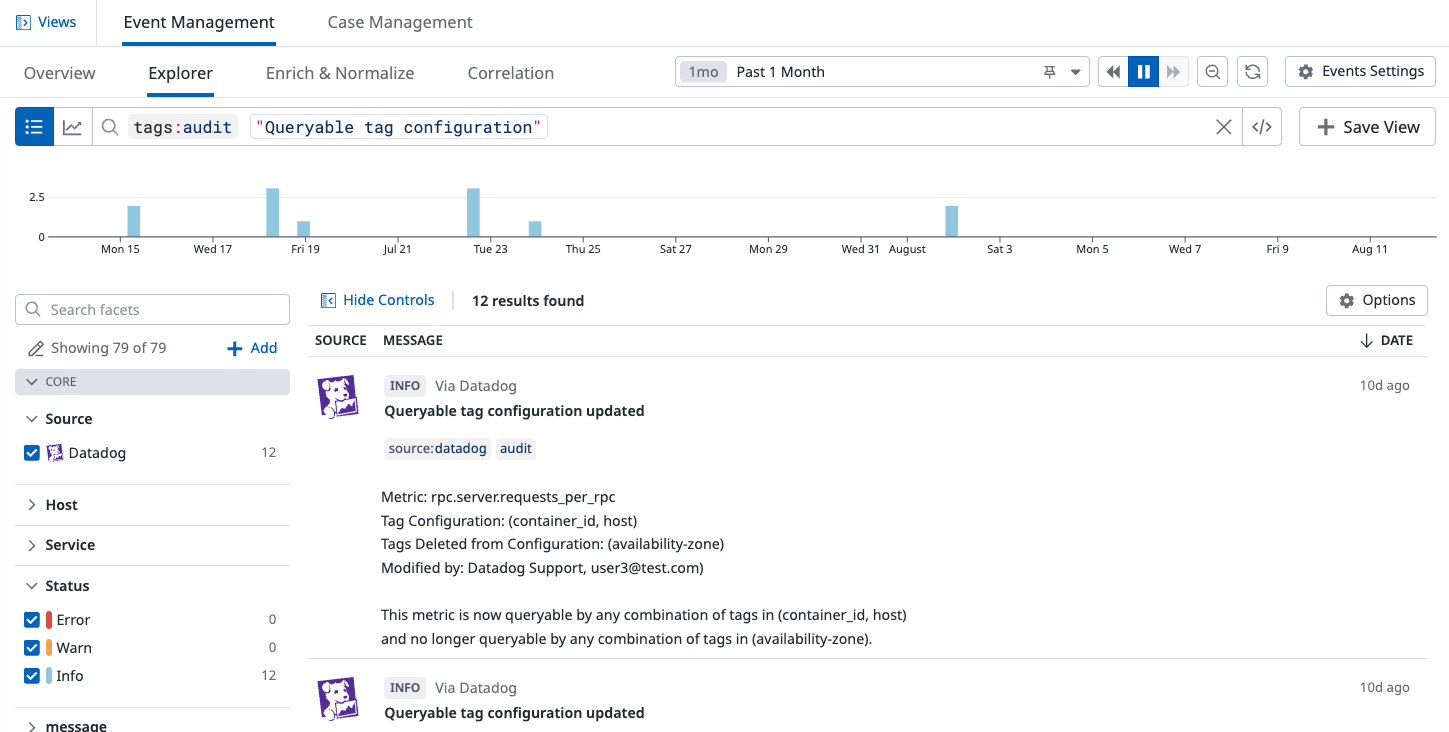 Views Event Management Case Management
Overview Explorer Enrich & Normalize Correlation 1mo Past 1 Month Events Settings
tags:audit "Queryable tag configuration" </> Save View
2.5
0
Mon 15 Wed 17 Fri 19 Jul 21 Tue 23 Thu 25 Sat 27 Mon 29 Wed 31 August Sat 3 Mon 5 Wed 7 Fri 9 Aug 11
Search facets
Showing 79 of 79 Add
CORE
Source
Datadog 12
Host
Service
Status
Error 0
Warn 0
Info 12
message
Hide Controls 12 results found Options
SOURCE MESSAGE DATE
INFO Via Datadog 10d ago
Queryable tag configuration updated
source:datadog audit
Metric: rpc.server.requests_per_rpc
Tag Configuration: (container_id, host)
Tags Deleted from Configuration: (availability-zone)
Modified by: Datadog Support, user3@test.com)
This metric is now queryable by any combination of tags in (container_id, host)
and no longer queryable by any combination of tags in (availability-zone).
INFO Via Datadog 10d ago
Queryable tag configuration updated